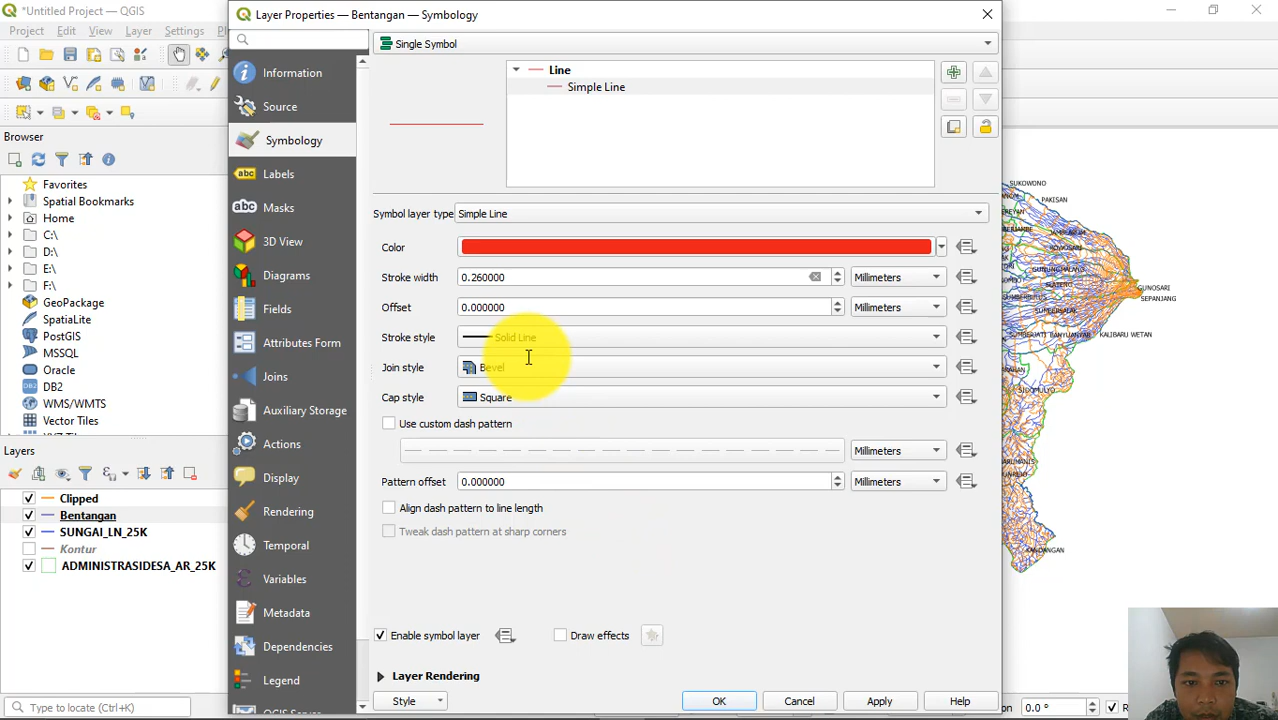 *Untitled Project — QGIS
Project Edit View Layer Settings
Browser
Favorites
Spatial Bookmarks
Home
C:\
D:\
E:\
F:\
GeoPackage
SpatiaLite
PostGIS
MSSQL
Oracle
DB2
WMS/WMTS
Vector Tiles
Layers
Clipped
Bentangan
SUNGAI_LN_25K
Kontur
ADMINISTRASIDESA_AR_25K
Type to locate (Ctrl+K)
Layer Properties — Bentangan — Symbology
Information
Source
Symbology
Labels
Masks
3D View
Diagrams
Fields
Attributes Form
Joins
Auxiliary Storage
Actions
Display
Rendering
Temporal
Variables
Metadata
Dependencies
Legend
Single Symbol
Line
Simple Line
Symbol layer type Simple Line
Color
Stroke width 0.260000 Millimeters
Offset 0.000000 Millimeters
Stroke style Solid Line
Join style Bevel
Cap style Square
Use custom dash pattern
Millimeters
Pattern offset 0.000000 Millimeters
Align dash pattern to line length
Tweak dash pattern at sharp corners
Enable symbol layer Draw effects
Layer Rendering
Style OK Cancel Apply Help
SUKOWONO
PAKISAN
ROWOSARI
SLATENG
GUNOSARI
SEPANJANG
SUMBERJATI BANYUANYAR KALIBARU WETAN
SIDOMULYO
KANDANGAN
0.0 °